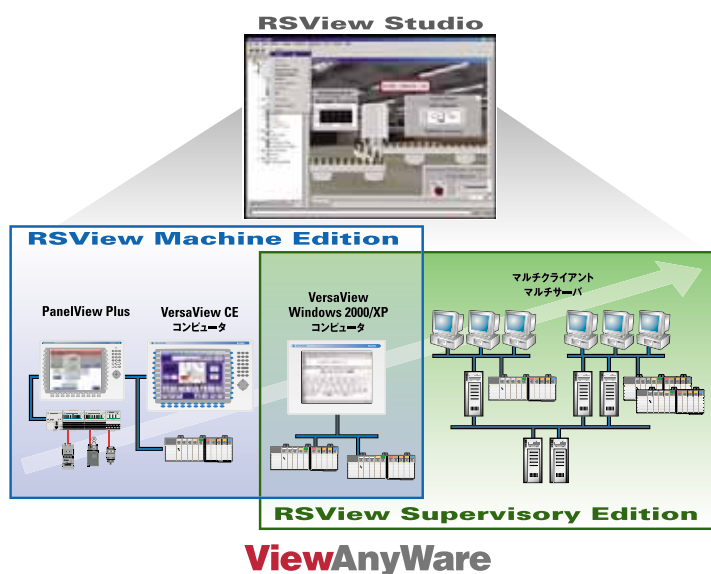 RSView Studio
RSView Machine Edition
PanelView Plus
VersaView CE
コンピュータ
VersaView
Windows 2000/XP
コンピュータ
マルチクライアント
マルチサーバ
RSView Supervisory Edition
ViewAnyWare